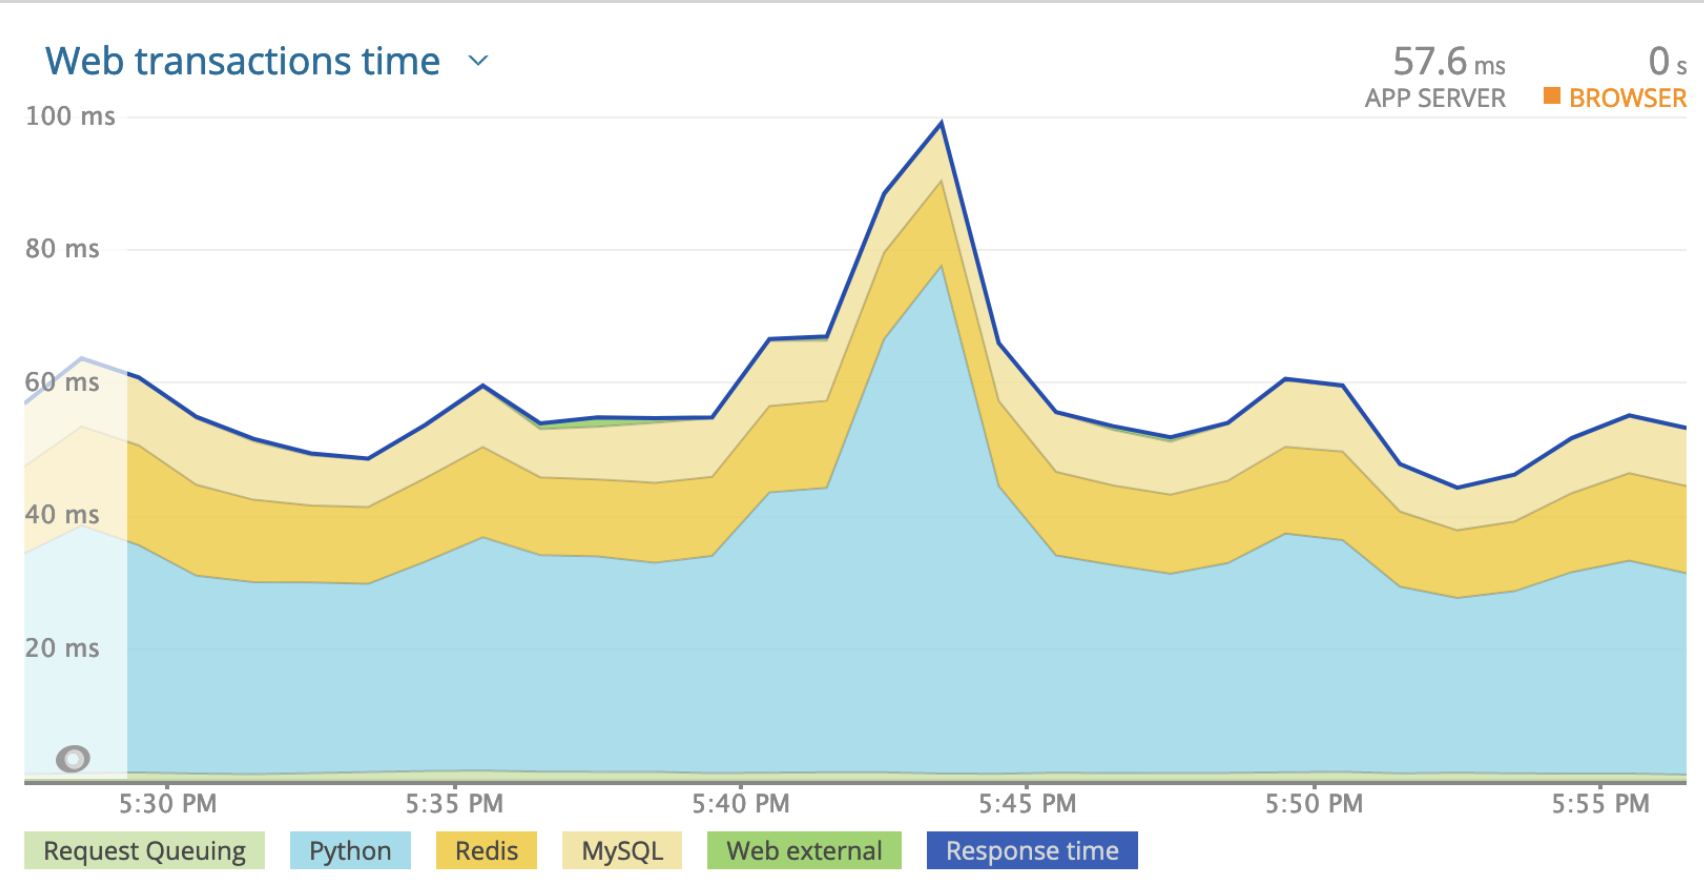 Web transactions time
57.6 ms
APP SERVER
0 s
BROWSER
100 ms
80 ms
60 ms
40 ms
20 ms
5:30 PM 5:35 PM 5:40 PM 5:45 PM 5:50 PM 5:55 PM
Request Queuing Python Redis MySQL Web external Response time